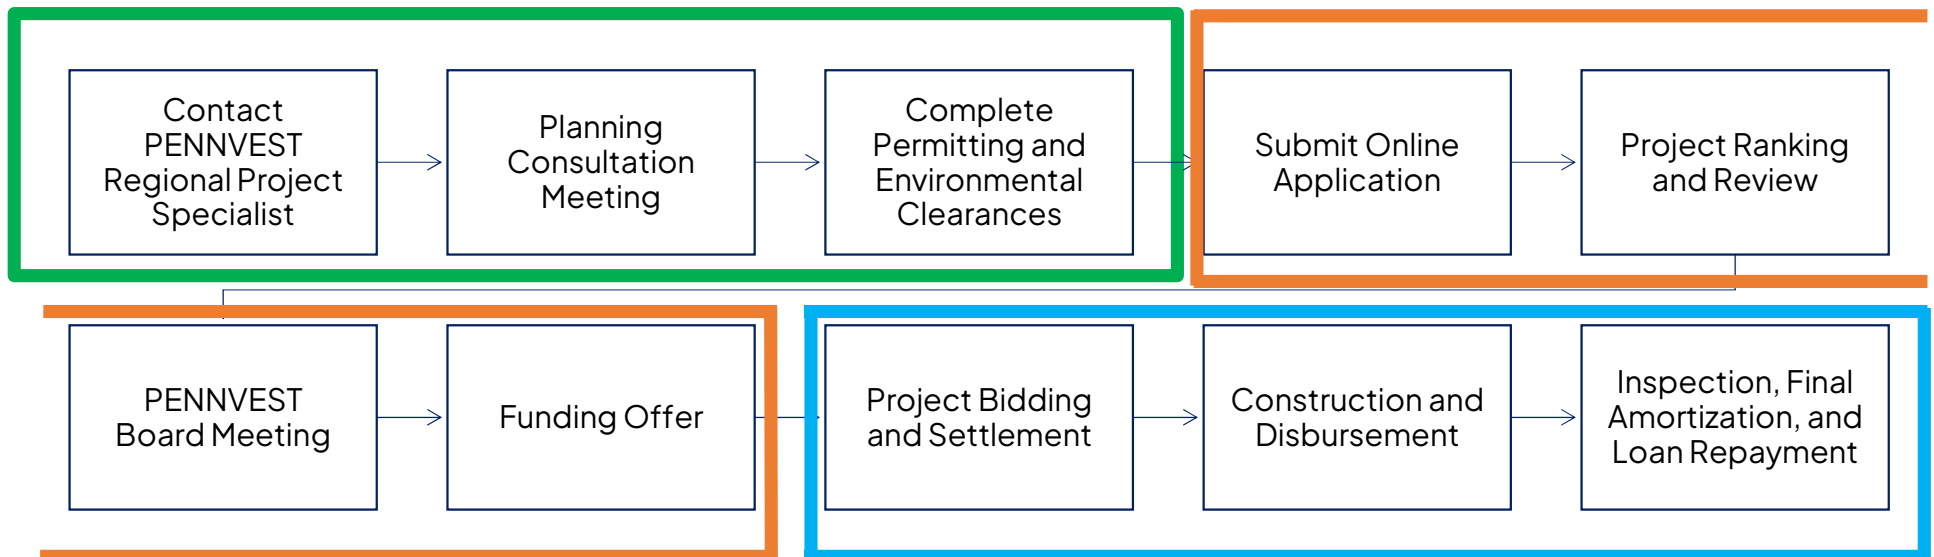 Contact
PENNVEST
Regional Project
Specialist
Planning
Consultation
Meeting
Complete
Permitting and
Environmental
Clearances
Submit Online
Application
Project Ranking
and Review
PENNVEST
Board Meeting
Funding Offer
Project Bidding
and Settlement
Construction and
Disbursement
Inspection, Final
Amortization, and
Loan Repayment